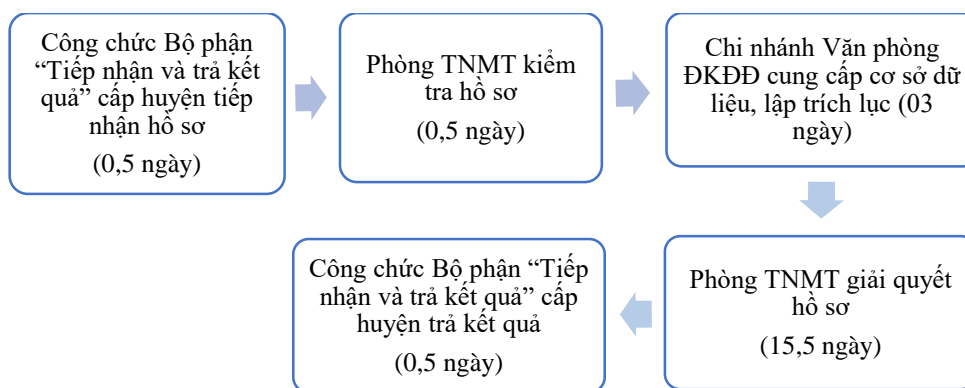 Công chức Bộ phận
“Tiếp nhận và trả kết
quả” cấp huyện tiếp
nhận hồ sơ
(0,5 ngày)
Phòng TNMT kiểm
tra hồ sơ
(0,5 ngày)
Chi nhánh Văn phòng
ĐKĐĐ cung cấp cơ sở dữ
liệu, lập trích lục (03
ngày)
Phòng TNMT giải quyết
hồ sơ
(15,5 ngày)
Công chức Bộ phận “Tiếp
nhận và trả kết quả” cấp
huyện trả kết quả
(0,5 ngày)